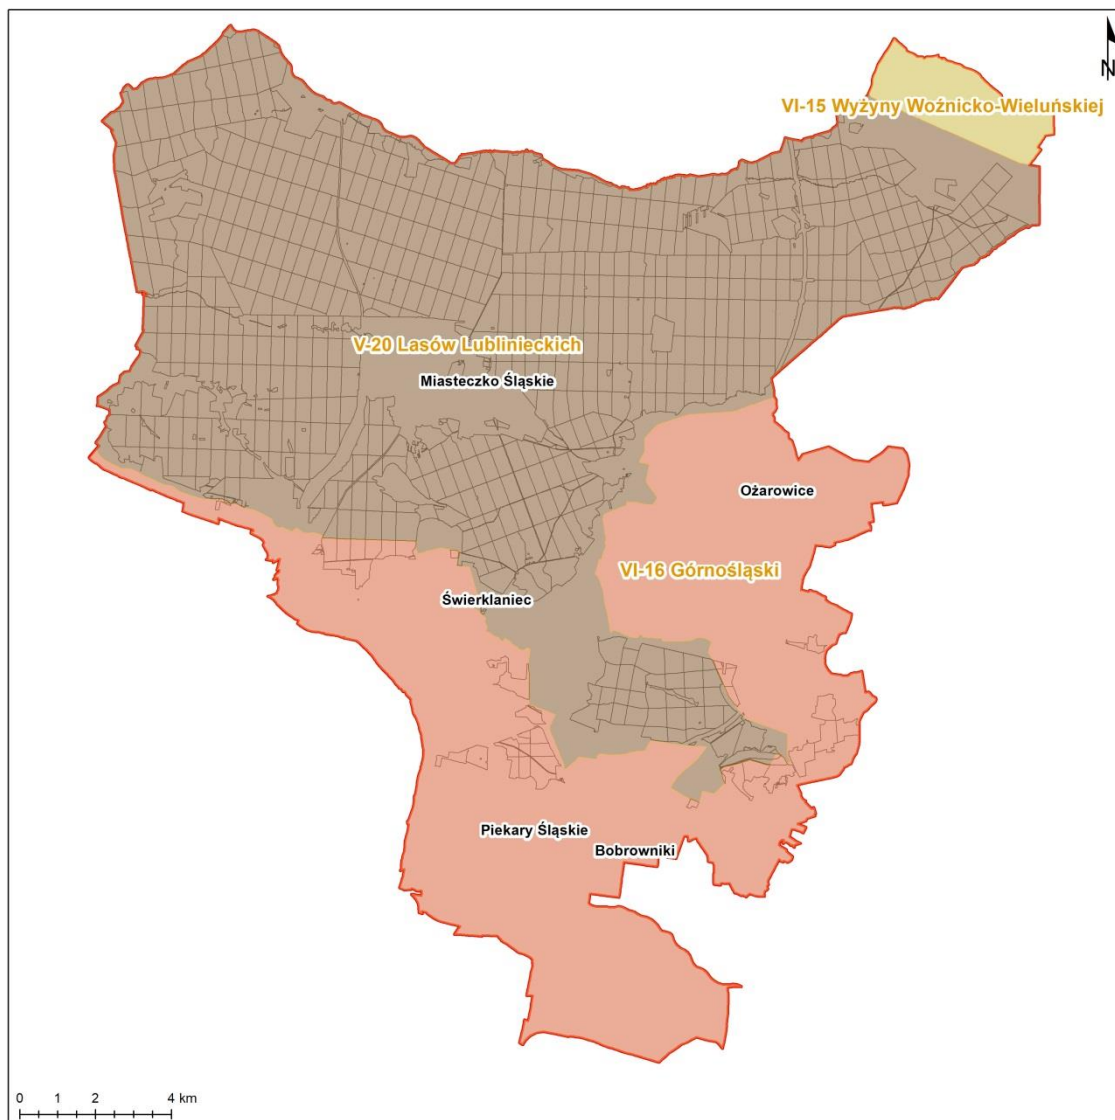 N
VI-15 Wyżyny Woźnicko-Wieluńskiej
V-20 Lasów Lublinieckich
Miasteczko Śląskie
Ożarowice
VI-16 Górnośląski
Świerklaniec
Piekary Śląskie
Bobrowniki
0 1 2 4 km